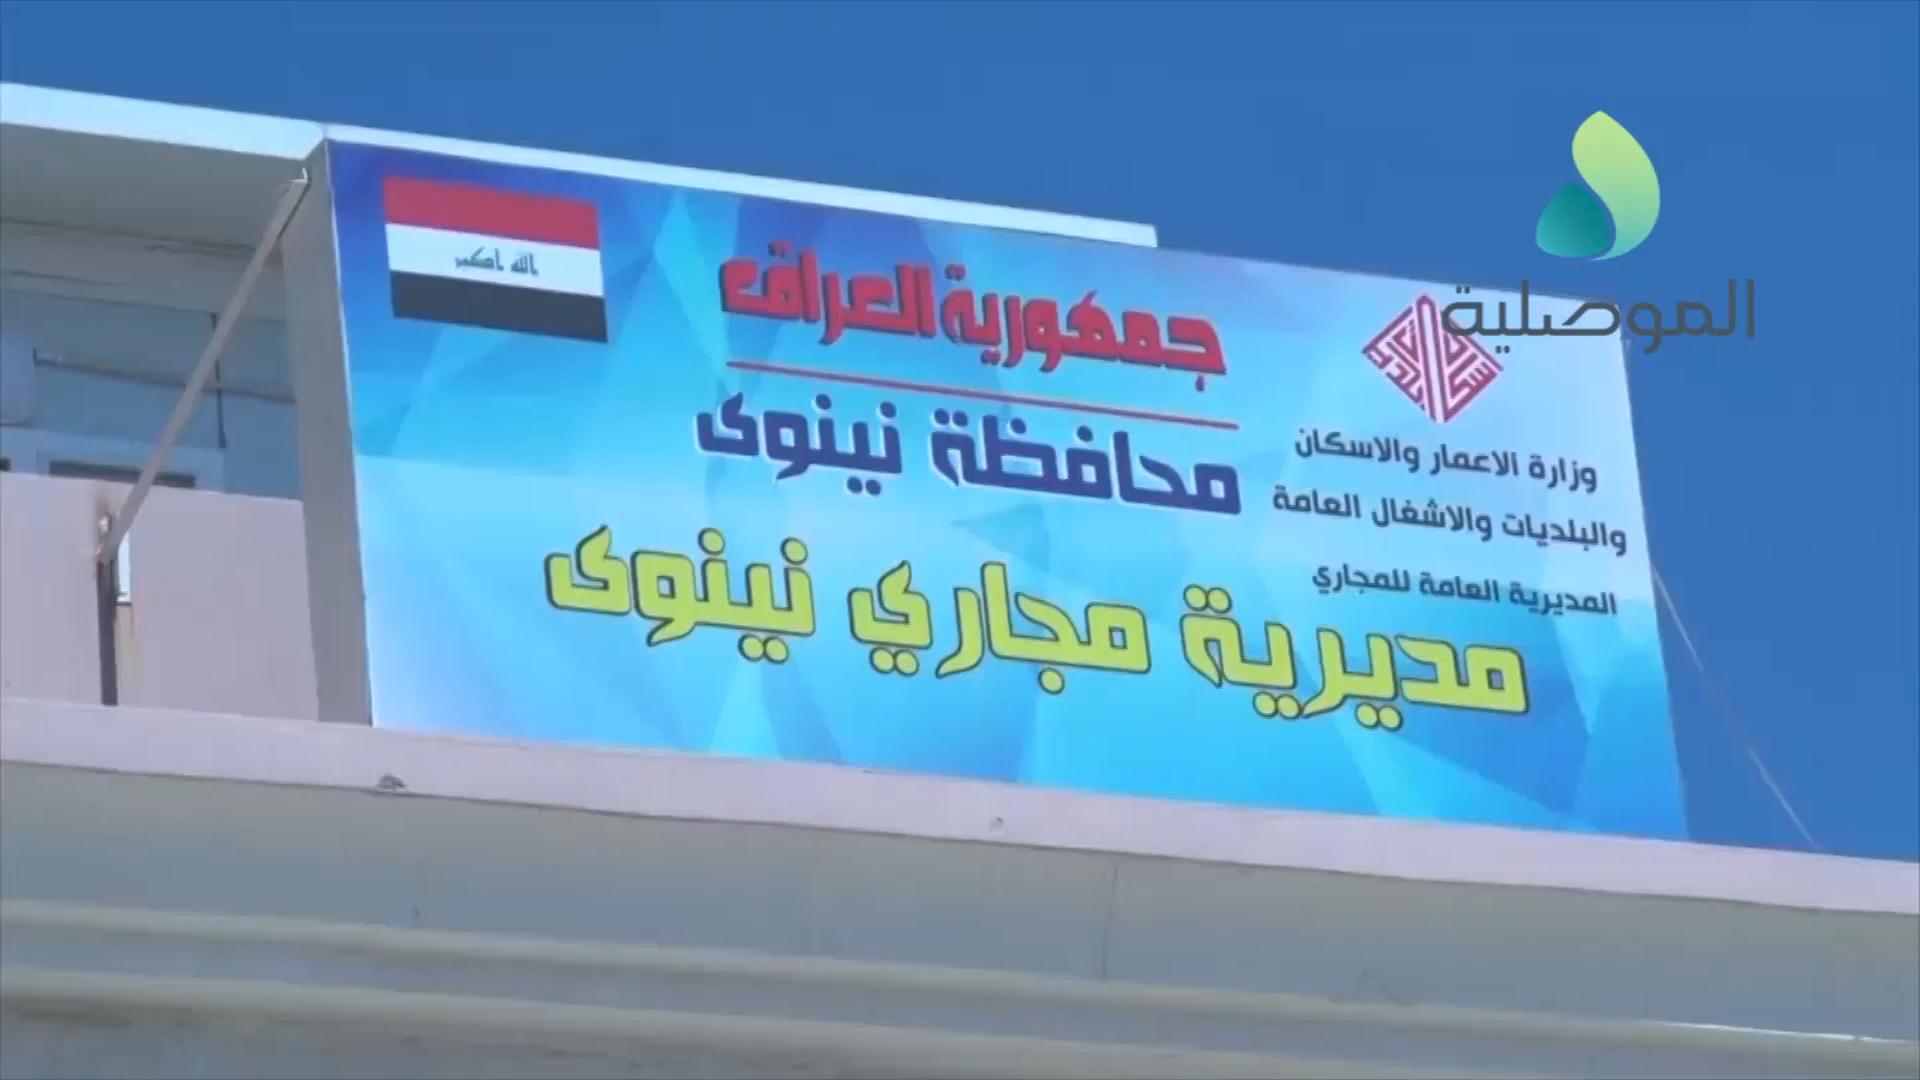 الموصلية
الله اكبر
جمهورية العراق
محافظة نينوى
وزارة الاعمار والاسكان
والبلديات والاشغال العامة
المديرية العامة للمجاري
مديرية مجاري نينوى